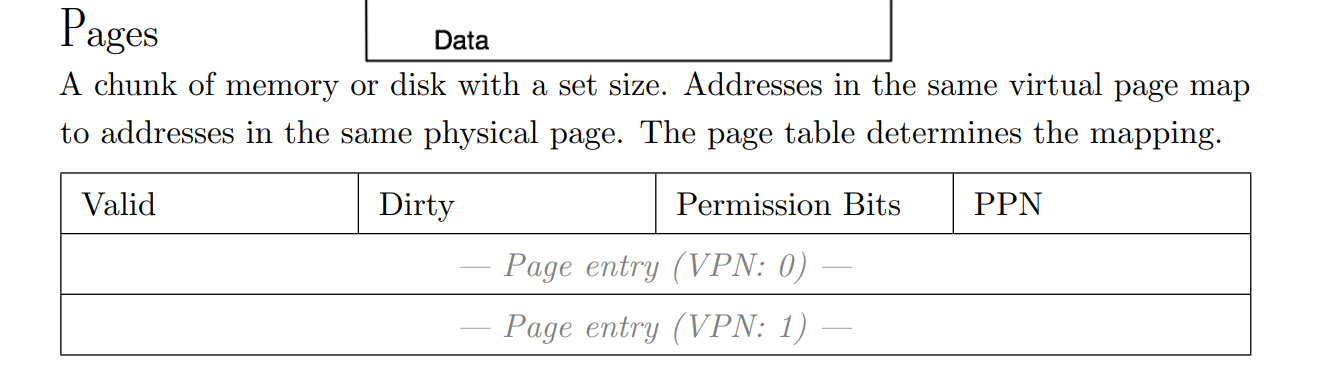 Pages
Data
A chunk of memory or disk with a set size. Addresses in the same virtual page map
to addresses in the same physical page. The page table determines the mapping.
Valid Dirty Permission Bits PPN
— Page entry (VPN: 0) —
— Page entry (VPN: 1) —